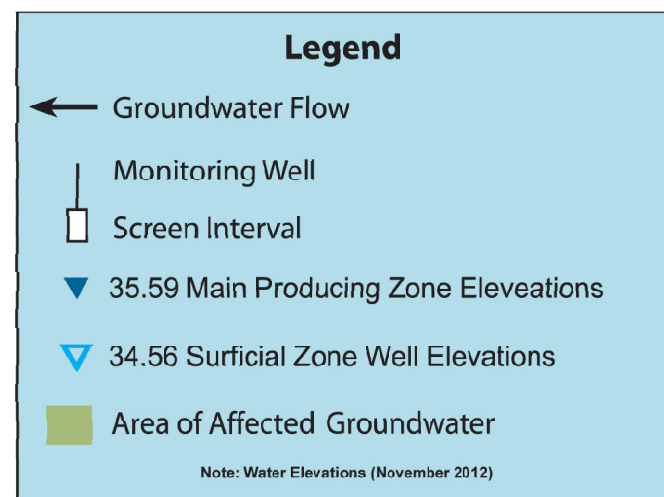 Legend
Groundwater Flow
Monitoring Well
Screen Interval
35.59 Main Producing Zone Eleveations
34.56 Surficial Zone Well Elevations
Area of Affected Groundwater
Note: Water Elevations (November 2012)